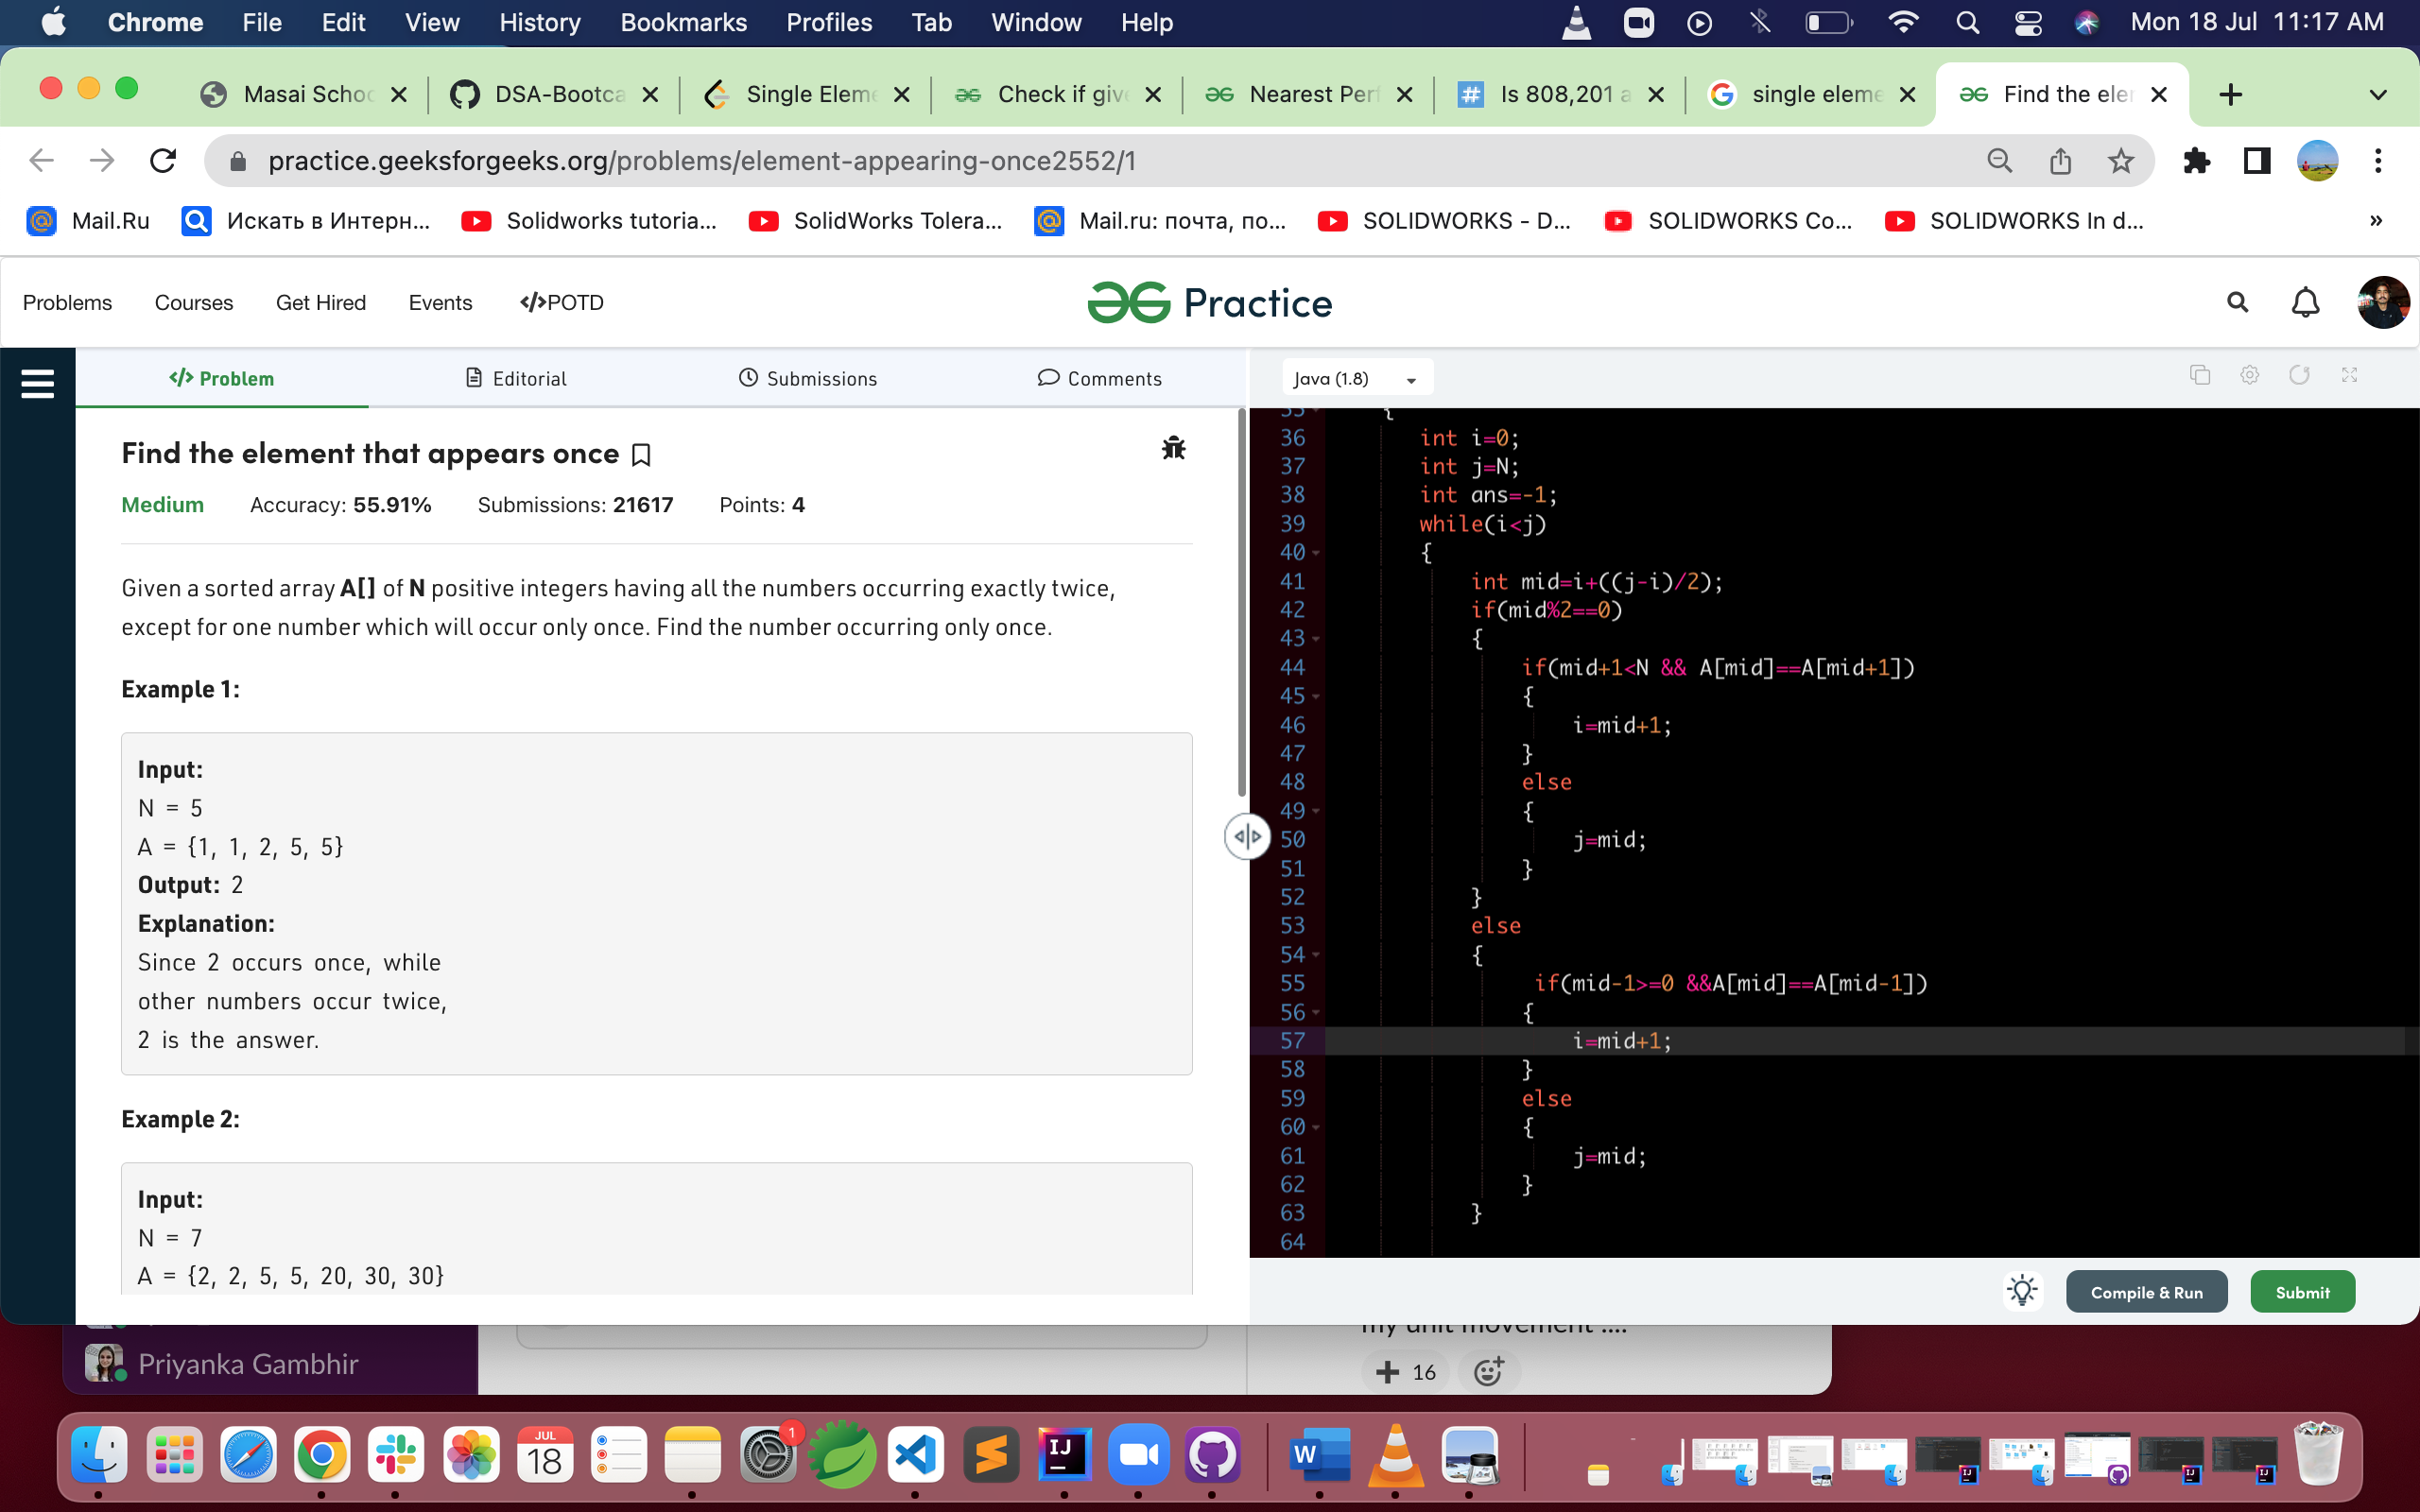 Chrome File Edit View History Bookmarks Profiles Tab Window Help Mon 18 Jul 11:17 AM
Masai Schoo DSA-Bootca Single Eleme Check if give Nearest Perf # Is 808,201 a single eleme Find the eler
practice.geeksforgeeks.org/problems/element-appearing-once2552/1
Mail.Ru Искать в Интерн... Solidworks tutoria... SolidWorks Tolera... Mail.ru: почта, по... SOLIDWORKS - D... SOLIDWORKS Co... SOLIDWORKS In d... »
Problems Courses Get Hired Events </>POTD Practice
</> Problem Editorial Submissions Comments Java (1.8)
Find the element that appears once
Medium Accuracy: 55.91% Submissions: 21617 Points: 4
Given a sorted array A[] of N positive integers having all the numbers occurring exactly twice,
except for one number which will occur only once. Find the number occurring only once.
Example 1:
Input:
N = 5
A = {1, 1, 2, 5, 5}
Output: 2
Explanation:
Since 2 occurs once, while
other numbers occur twice,
2 is the answer.
Example 2:
Input:
N = 7
A = {2, 2, 5, 5, 20, 30, 30}
35 {
36 int i=0;
37 int j=N;
38 int ans=-1;
39 while(i<j)
40 {
41 int mid=i+((j-i)/2);
42 if(mid%2==0)
43 {
44 if(mid+1<N && A[mid]==A[mid+1])
45 {
46 i=mid+1;
47 }
48 else
49 {
50 j=mid;
51 }
52 }
53 else
54 {
55 if(mid-1>=0 &&A[mid]==A[mid-1])
56 {
57 i=mid+1;
58 }
59 else
60 {
61 j=mid;
62 }
63 }
64
Compile & Run Submit
my unit movement ....
Priyanka Gambhir
16
JUL
18
1
IJ
W